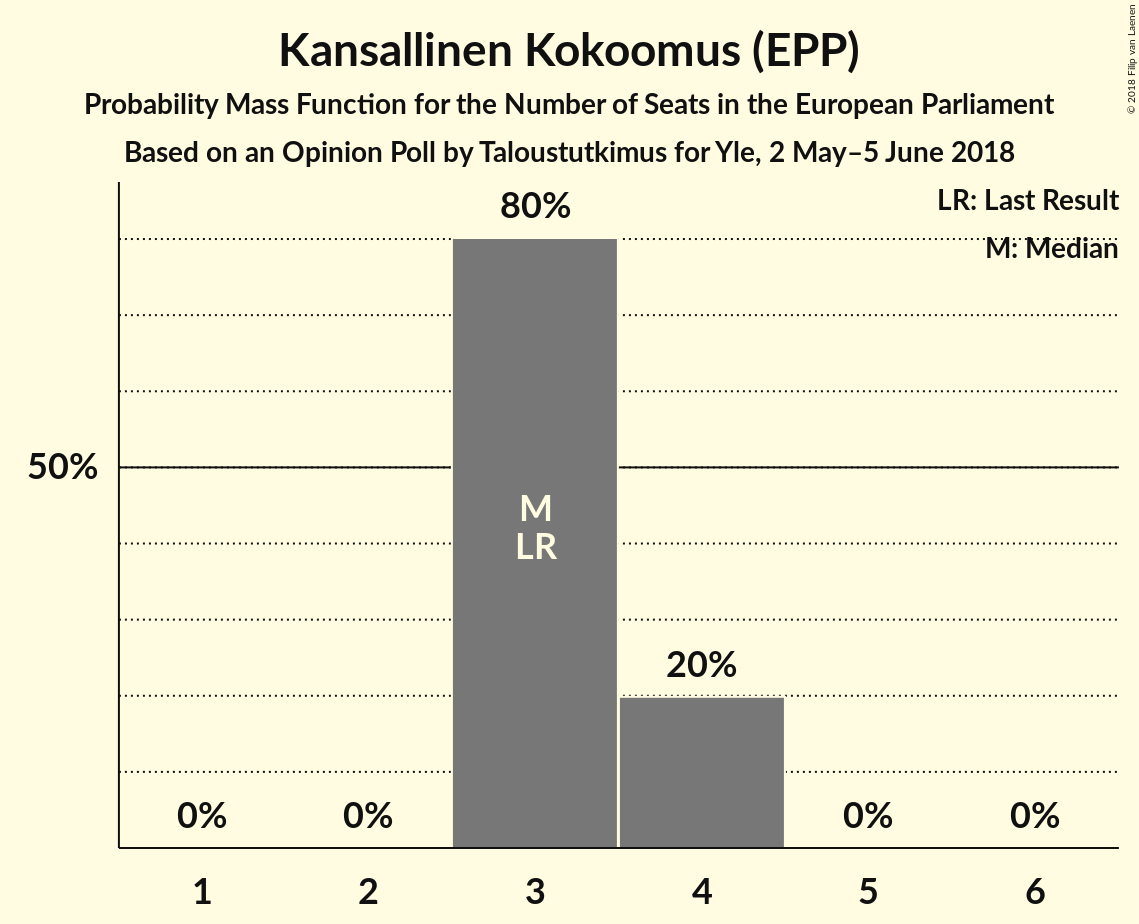 Kansallinen Kokoomus (EPP)
Probability Mass Function for the Number of Seats in the European Parliament
Based on an Opinion Poll by Taloustutkimus for Yle, 2 May–5 June 2018
© 2018 Filip van Laenen
LR: Last Result
M: Median
80%
50%
M
LR
20%
0%
0%
0%
0%
1
2
3
4
5
6